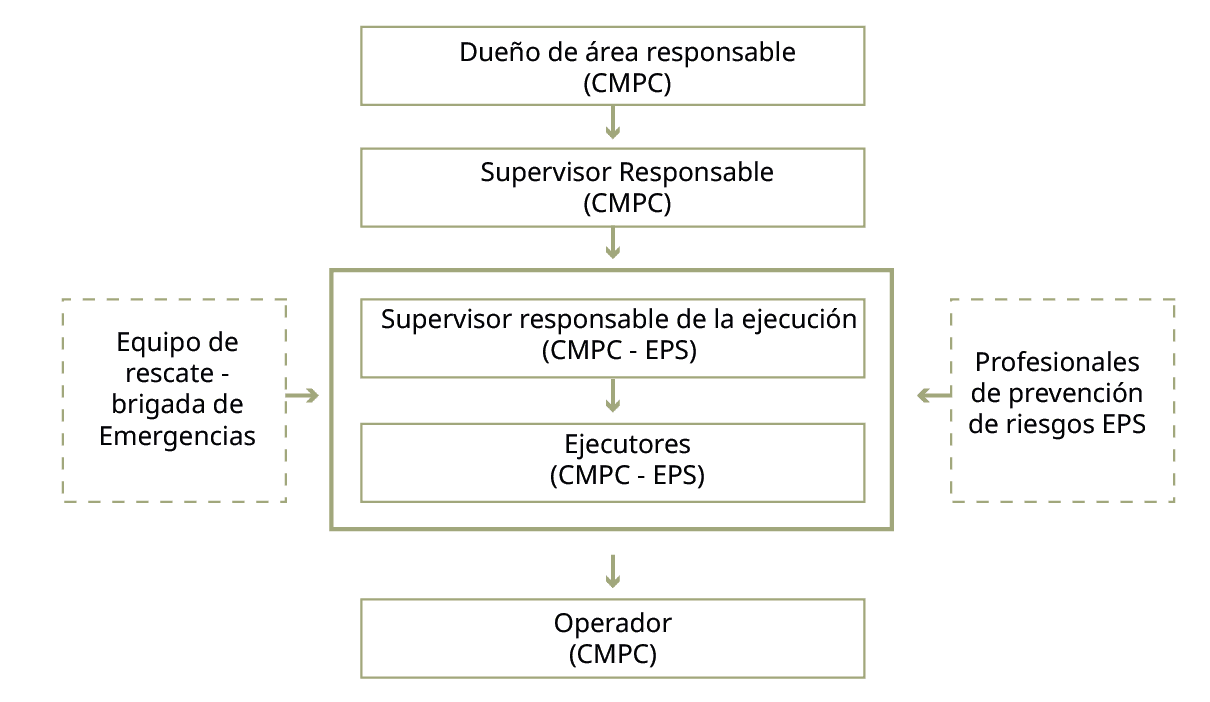 Dueño de área responsable
(CMPC)
Supervisor Responsable
(CMPC)
Supervisor responsable de la ejecución
(CMPC - EPS)
Ejecutores
(CMPC - EPS)
Equipo de
rescate -
brigada de
Emergencias
Profesionales
de prevención
de riesgos EPS
Operador
(CMPC)